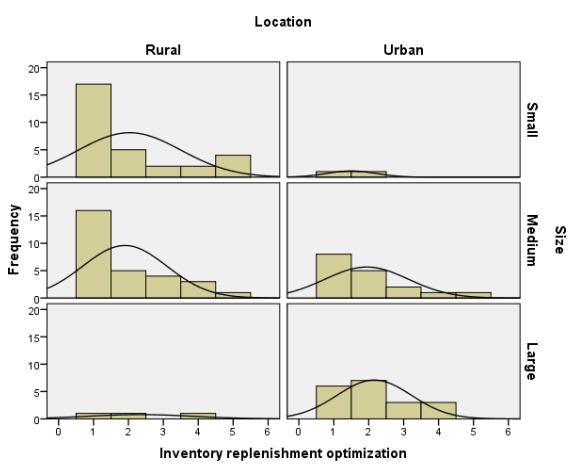 Location
Rural Urban
20
15
10
5
0
Small
20
15
10
5
0
Medium
20
15
10
5
0
Large
Frequency
Size
0 1 2 3 4 5 6 0 1 2 3 4 5 6
Inventory replenishment optimization